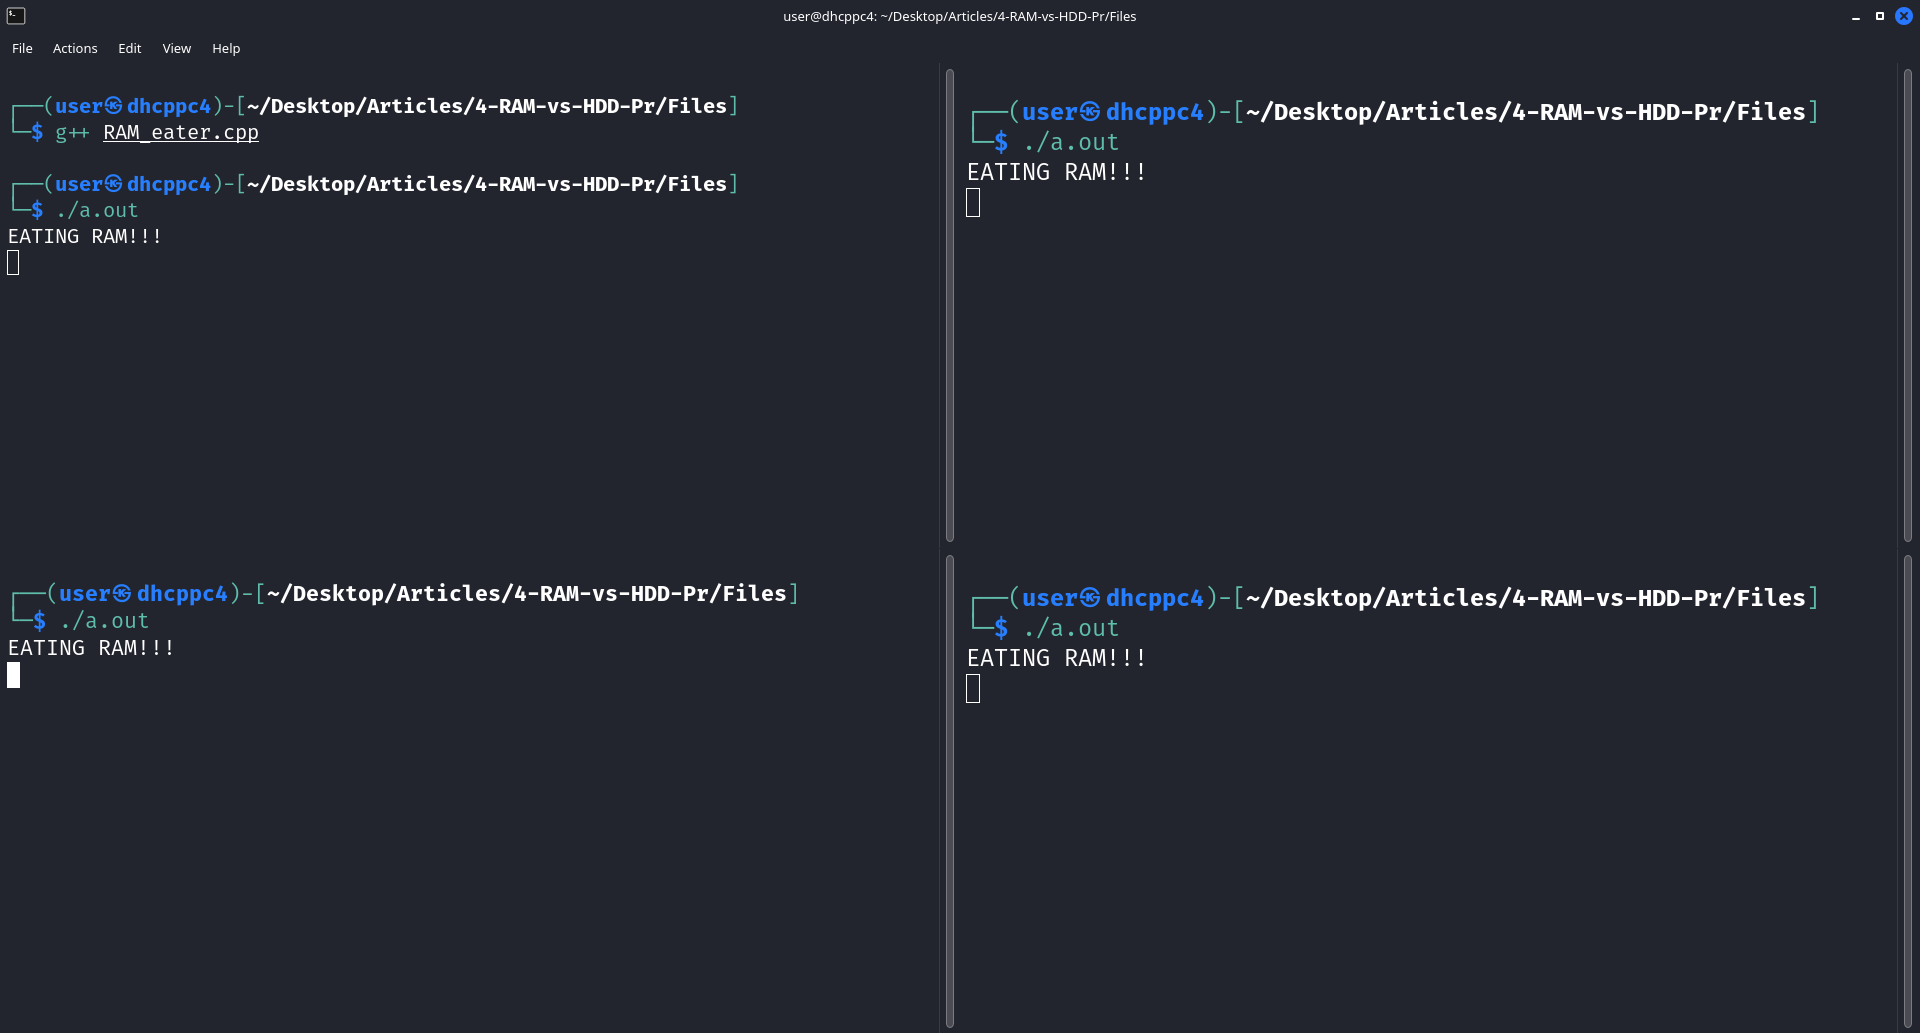 user@dhcppc4: ~/Desktop/Articles/4-RAM-vs-HDD-Pr/Files
File Actions Edit View Help
┌──(user㉿dhcppc4)-[~/Desktop/Articles/4-RAM-vs-HDD-Pr/Files]
└─$ g++ RAM_eater.cpp
┌──(user㉿dhcppc4)-[~/Desktop/Articles/4-RAM-vs-HDD-Pr/Files]
└─$ ./a.out
EATING RAM!!!
┌──(user㉿dhcppc4)-[~/Desktop/Articles/4-RAM-vs-HDD-Pr/Files]
└─$ ./a.out
EATING RAM!!!
┌──(user㉿dhcppc4)-[~/Desktop/Articles/4-RAM-vs-HDD-Pr/Files]
└─$ ./a.out
EATING RAM!!!
┌──(user㉿dhcppc4)-[~/Desktop/Articles/4-RAM-vs-HDD-Pr/Files]
└─$ ./a.out
EATING RAM!!!